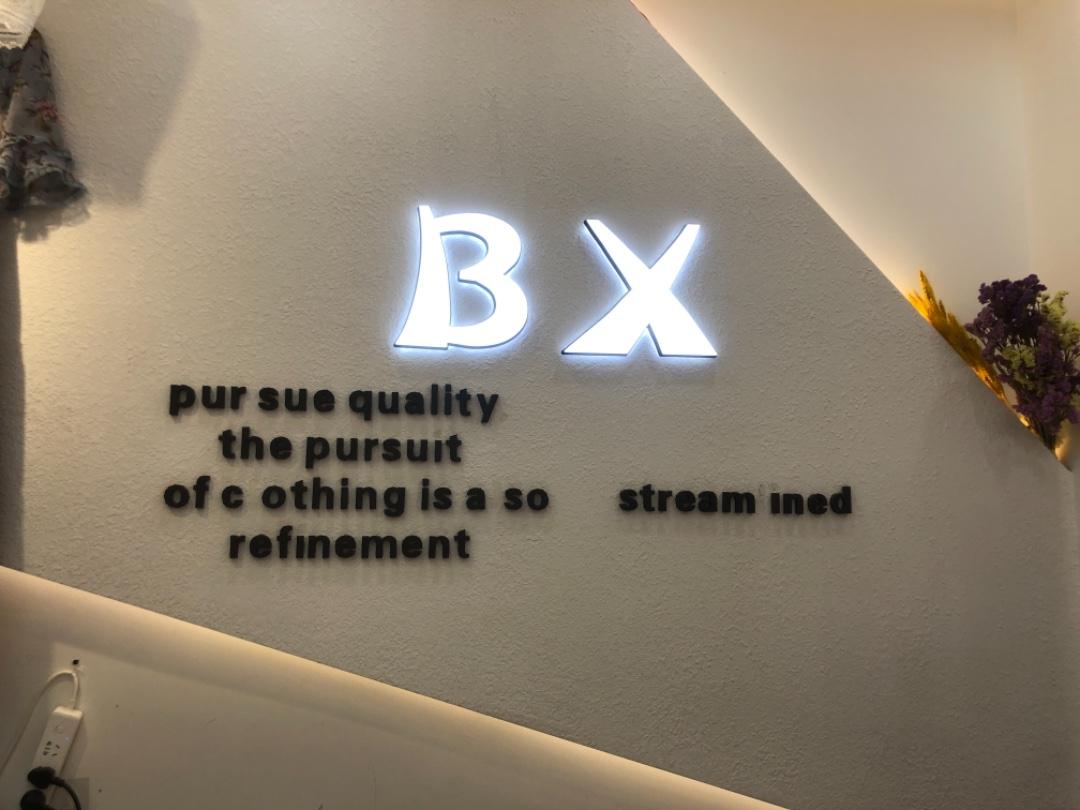 BX
pur sue quality
the pursuit
of c othing is a so
stream ined
refinement